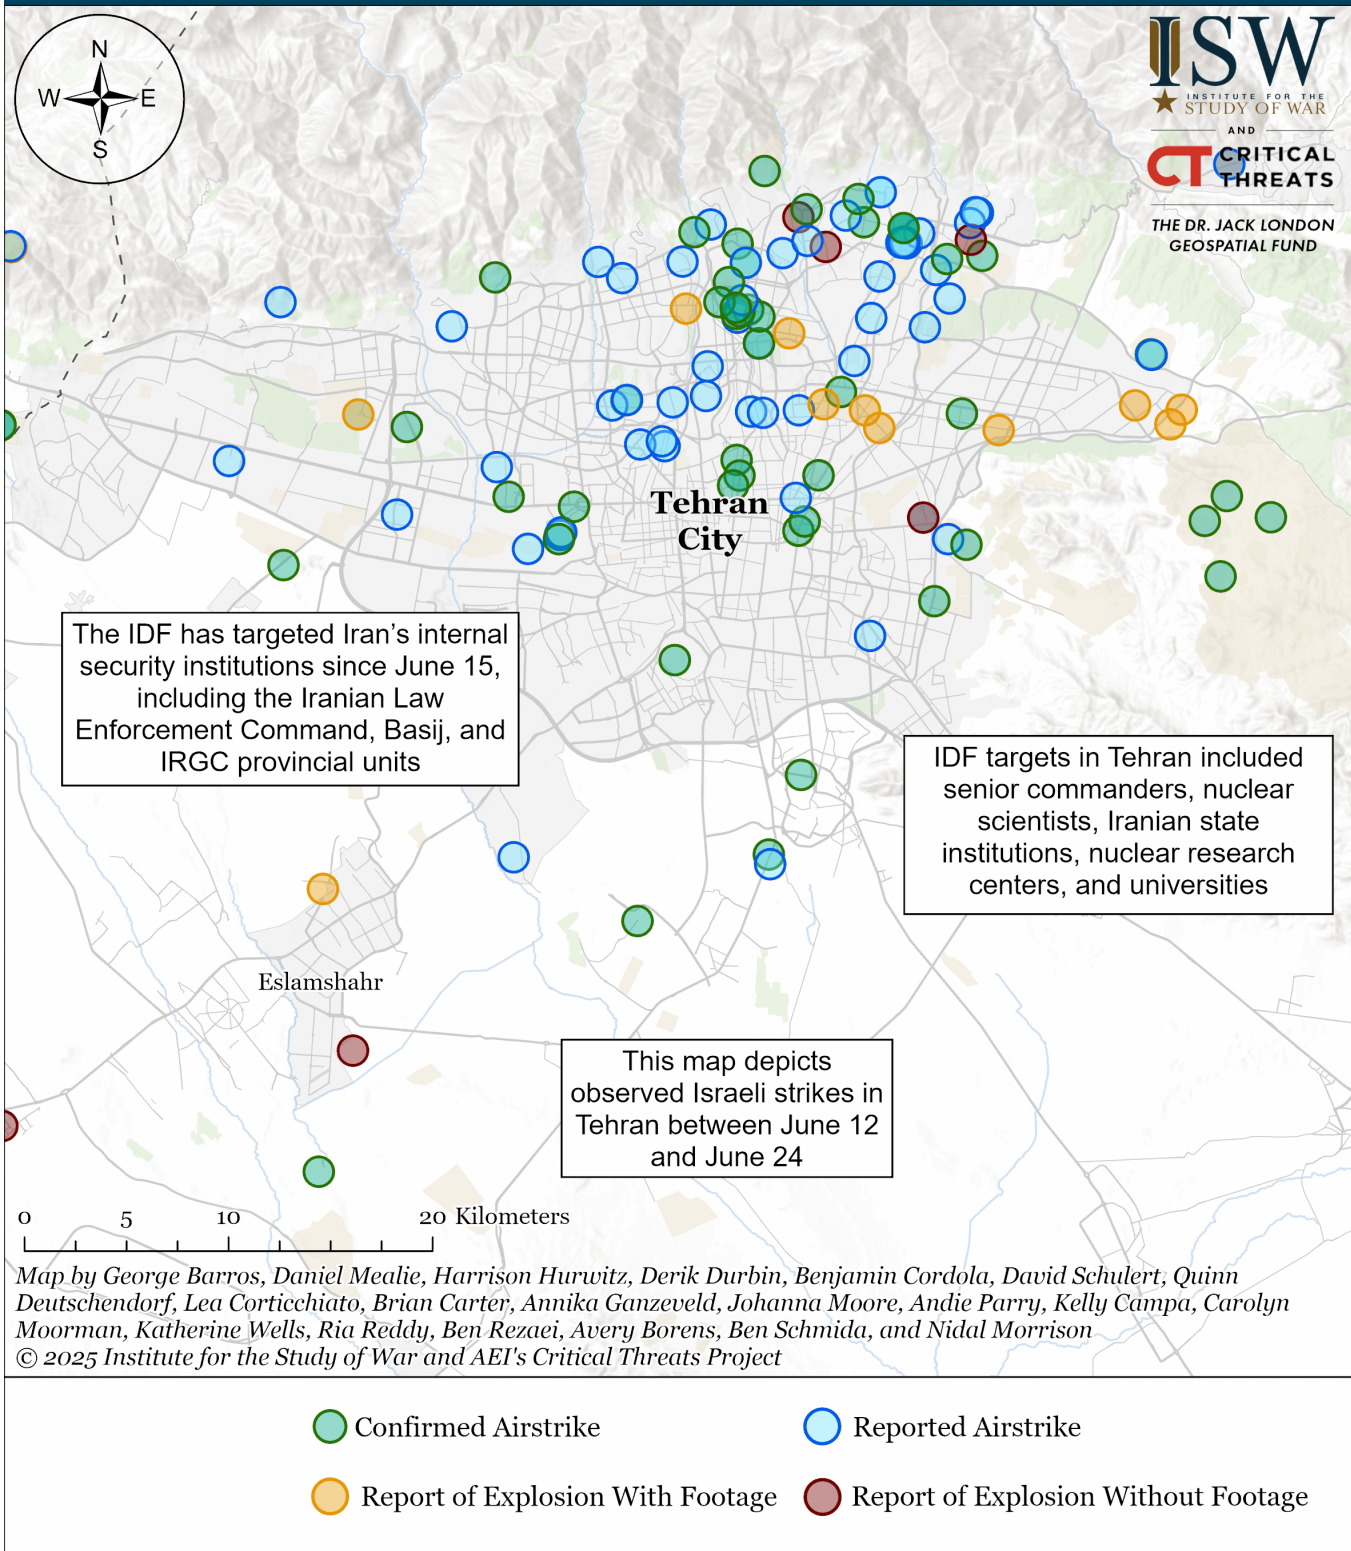 N
W
E
S
ISW
INSTITUTE FOR THE
STUDY OF WAR
AND
CT CRITICAL
THREATS
THE DR. JACK LONDON
GEOSPATIAL FUND
Tehran
City
The IDF has targeted Iran’s internal
security institutions since June 15,
including the Iranian Law
Enforcement Command, Basij, and
IRGC provincial units
IDF targets in Tehran included
senior commanders, nuclear
scientists, Iranian state
institutions, nuclear research
centers, and universities
Eslamshahr
This map depicts
observed Israeli strikes in
Tehran between June 12
and June 24
0 5 10 20 Kilometers
Map by George Barros, Daniel Mealie, Harrison Hurwitz, Derik Durbin, Benjamin Cordola, David Schulert, Quinn
Deutschendorf, Lea Corticchiato, Brian Carter, Annika Ganzeveld, Johanna Moore, Andie Parry, Kelly Campa, Carolyn
Moorman, Katherine Wells, Ria Reddy, Ben Rezaei, Avery Borens, Ben Schmida, and Nidal Morrison
© 2025 Institute for the Study of War and AEI's Critical Threats Project
Confirmed Airstrike
Reported Airstrike
Report of Explosion With Footage
Report of Explosion Without Footage